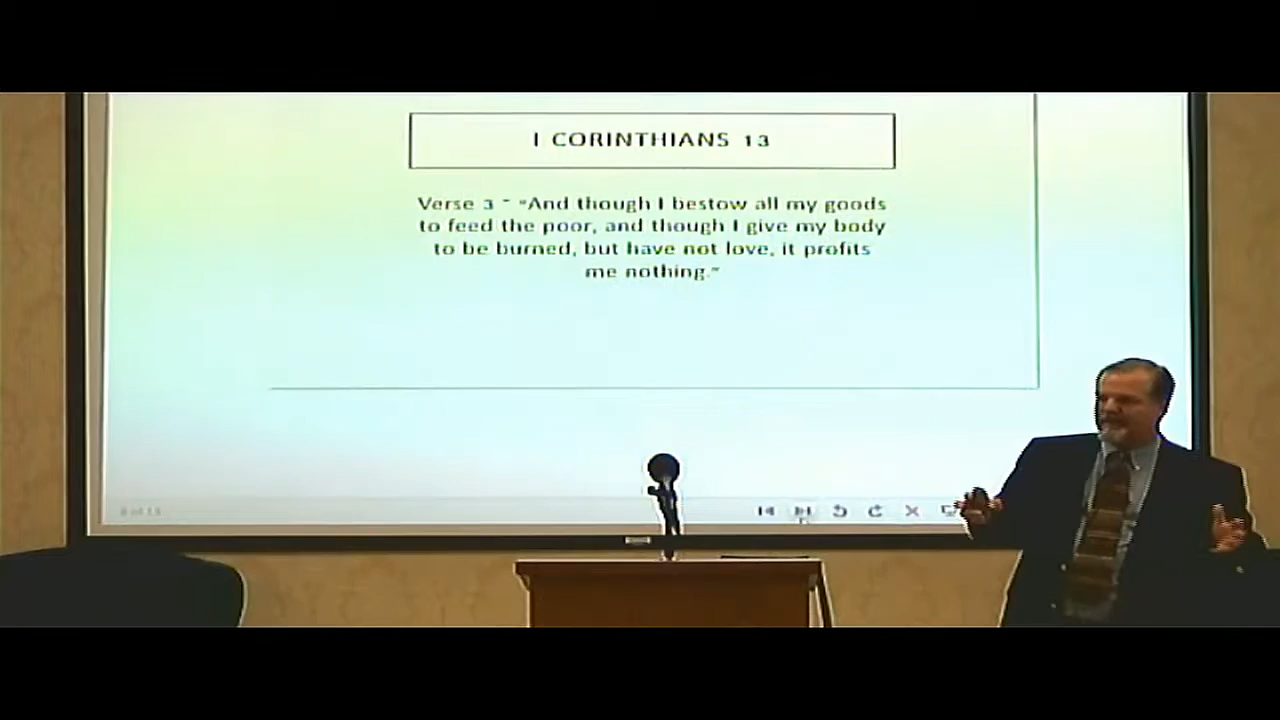 I CORINTHIANS 13
Verse 3 – “And though I bestow all my goods
to feed the poor, and though I give my body
to be burned, but have not love, it profits
me nothing.”